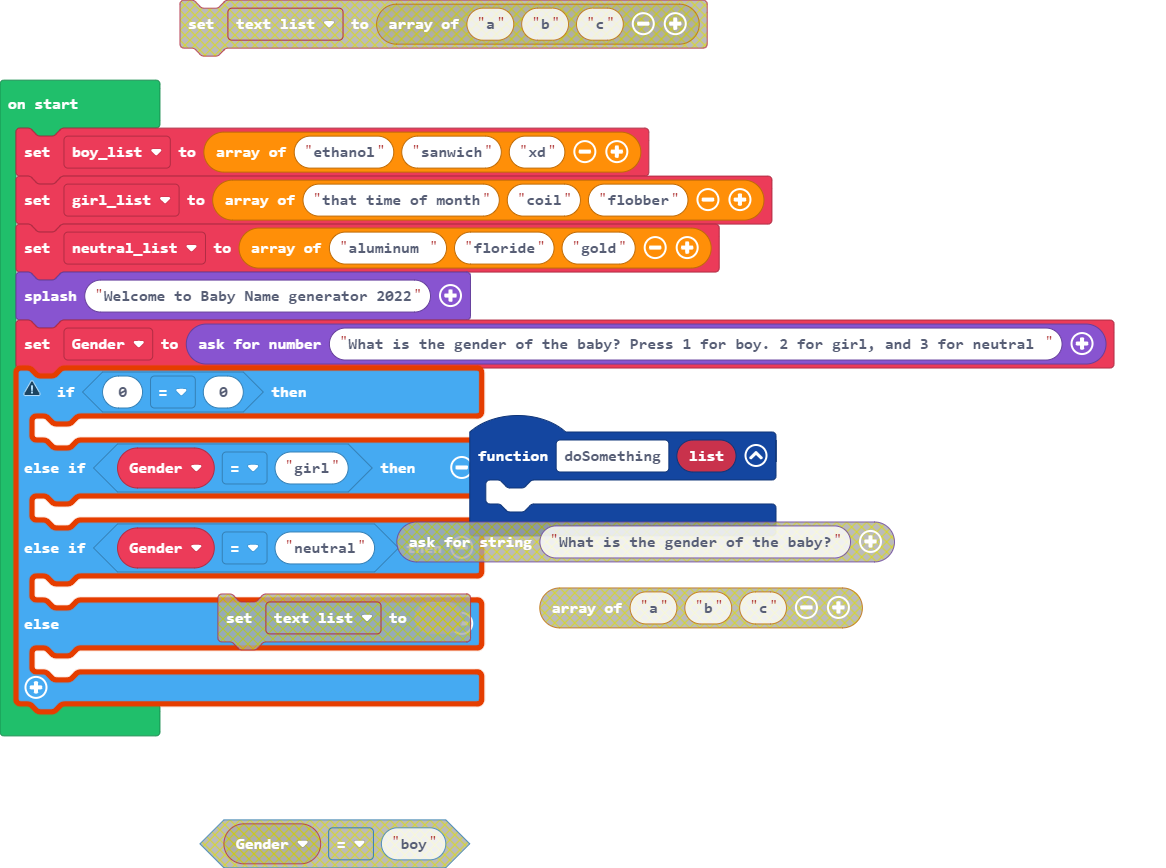 set text list to array of "a" "b" "c"
on start
set boy_list to array of "ethanol" "sanwich" "xd"
set girl_list to array of "that time of month" "coil" "flobber"
set neutral_list to array of "aluminum " "floride" "gold"
splash "Welcome to Baby Name generator 2022"
set Gender to ask for number "What is the gender of the baby? Press 1 for boy. 2 for girl, and 3 for neutral "
if 0 = 0 then
else if Gender = "girl" then
function doSomething list
else if Gender = "neutral" then
ask for string "What is the gender of the baby?"
array of "a" "b" "c"
set text list to
else
Gender = "boy"